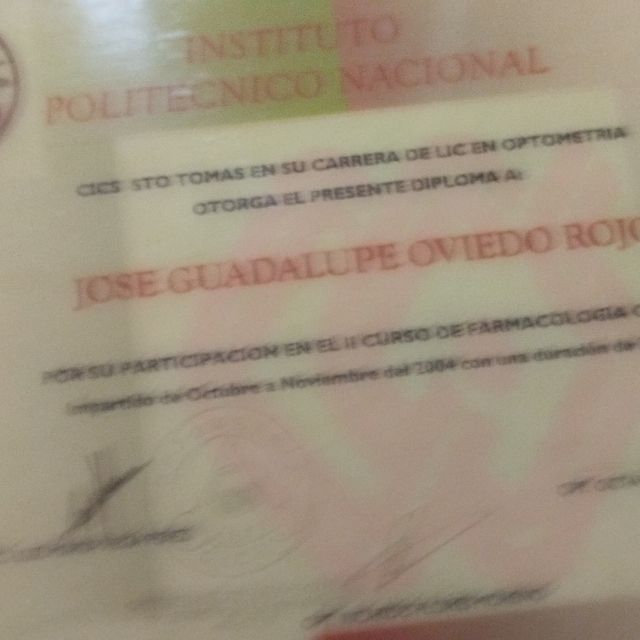 INSTITUTO
POLITECNICO NACIONAL
CICS STO TOMAS EN SU CARRERA DE LIC EN OPTOMETRIA
OTORGA EL PRESENTE DIPLOMA A:
JOSE GUADALUPE OVIEDO ROJO
POR SU PARTICIPACION EN EL II CURSO DE FARMACOLOGIA
impartido de Octubre a Noviembre del 2004 con una duración de